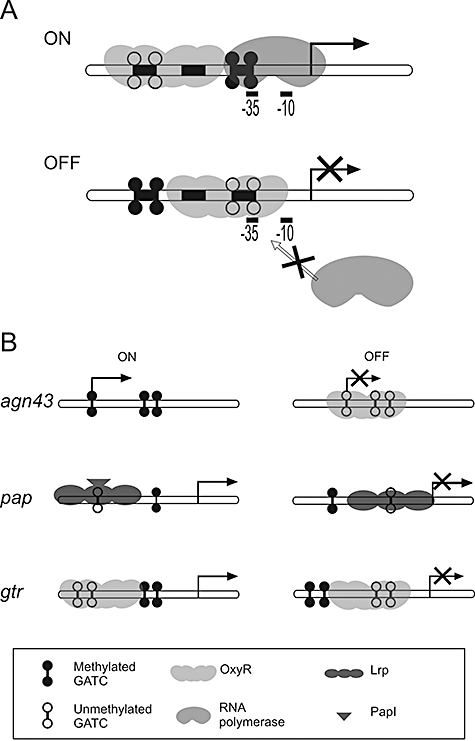 A
ON
-35 -10
OFF
-35 -10
B
ON OFF
agn43
pap
gtr
Methylated GATC
OxyR
Lrp
Unmethylated GATC
RNA polymerase
PapI